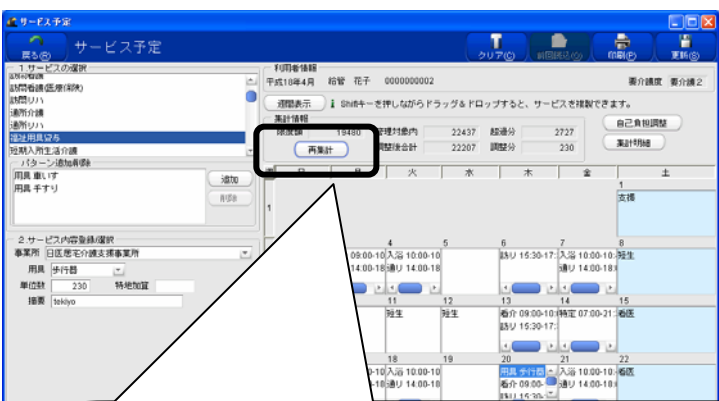 サービス予定
戻る(R)
サービス予定
クリア(C)
前回読込(O)
印刷(P)
更新(S)
1.サービスの選択
訪問看護
訪問看護(医療保険)
訪問リハ
通所介護
通所リハ
福祉用具貸与
短期入所生活介護
パターン追加削除
用具 車いす
用具 手すり
追加
削除
2.サービス内容登録/選択
事業所 日医居宅介護支援事業所
用具 歩行器
単位数 230 特地加算
摘要 tekiyo
利用者情報
平成18年4月 給管 花子 0000000002 要介護度 要介護2
週間表示 Shiftキーを押しながらドラッグ&ドロップすると、サービスを複製できます。
集計情報
限度額 19480 管理対象内 22437 超過分 2727 自己負担調整
再集計 調整後合計 22207 調整分 230 集計明細
火 水 木 金 土
1
1
支援
4 5 6 7 8
09:00-10 入浴 10:00-10 訪リ 15:30-17: 入浴 10:00-10: 短生
14:00-18 通リ 14:00-18 通リ 14:00-18:
11 12 13 14 15
短生 短生 看介 09:00-10: 特定 07:00-21: 看医
訪リ 15:30-17:
18 19 20 21 22
入浴 10:00-10 用具 歩行器 入浴 10:00-10: 看医
通リ 14:00-18 看介 09:00- 通リ 14:00-18:
訪リ 15:30-